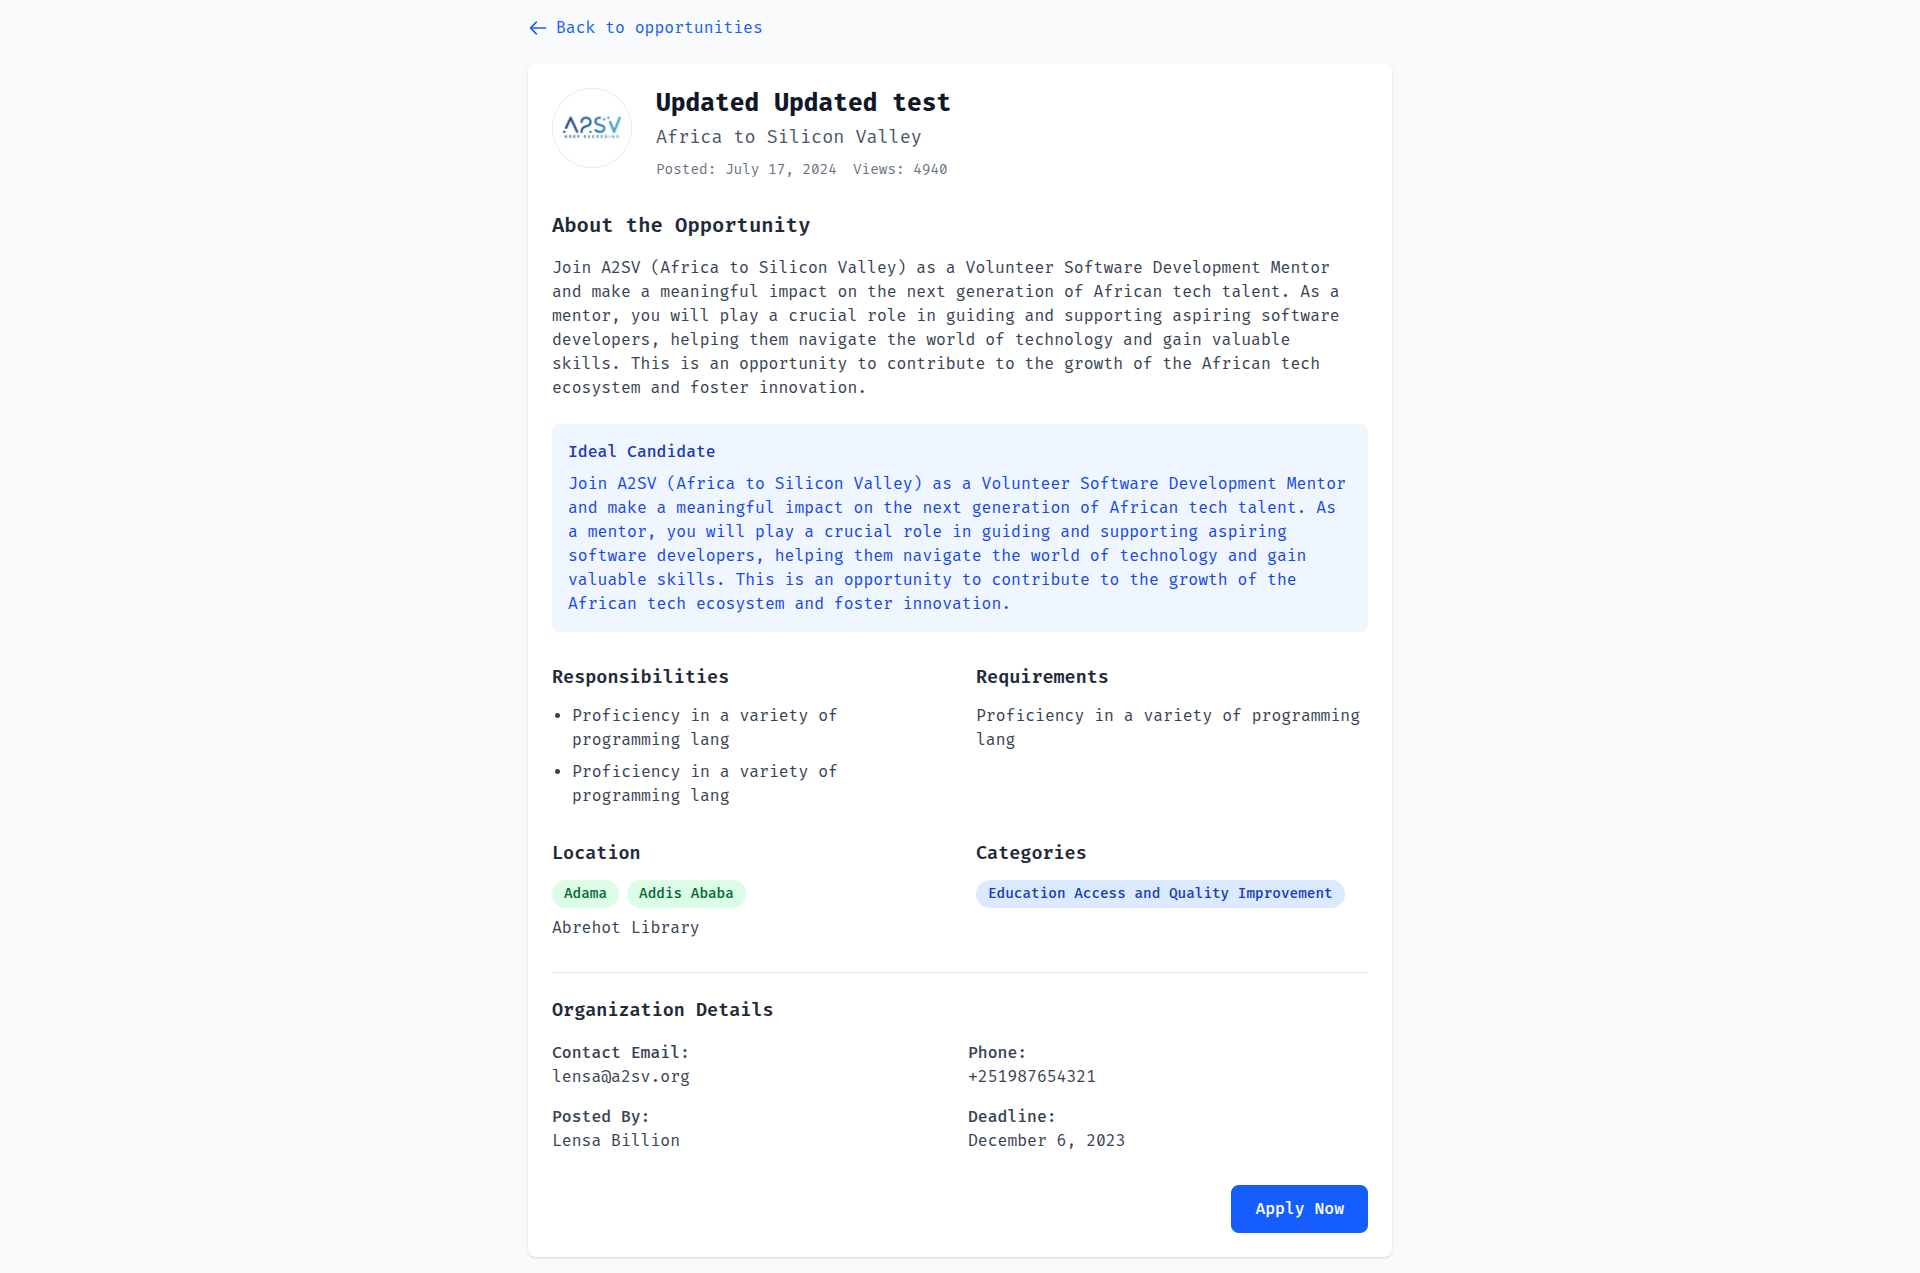 Back to opportunities
A2SV
KEEP EXCEEDING
Updated Updated test
Africa to Silicon Valley
Posted: July 17, 2024 Views: 4940
About the Opportunity
Join A2SV (Africa to Silicon Valley) as a Volunteer Software Development Mentor
and make a meaningful impact on the next generation of African tech talent. As a
mentor, you will play a crucial role in guiding and supporting aspiring software
developers, helping them navigate the world of technology and gain valuable
skills. This is an opportunity to contribute to the growth of the African tech
ecosystem and foster innovation.
Ideal Candidate
Join A2SV (Africa to Silicon Valley) as a Volunteer Software Development Mentor
and make a meaningful impact on the next generation of African tech talent. As
a mentor, you will play a crucial role in guiding and supporting aspiring
software developers, helping them navigate the world of technology and gain
valuable skills. This is an opportunity to contribute to the growth of the
African tech ecosystem and foster innovation.
Responsibilities
• Proficiency in a variety of
programming lang
• Proficiency in a variety of
programming lang
Requirements
Proficiency in a variety of programming
lang
Location
Adama Addis Ababa
Abrehot Library
Categories
Education Access and Quality Improvement
Organization Details
Contact Email:
lensa@a2sv.org
Phone:
+251987654321
Posted By:
Lensa Billion
Deadline:
December 6, 2023
Apply Now